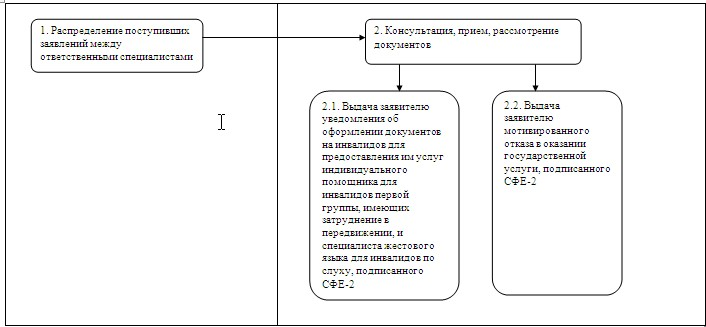 1. Распределение поступивших
заявлений между
ответственными специалистами
2. Консультация, прием, рассмотрение
документов
2.1. Выдача заявителю
уведомления об
оформлении документов
на инвалидов для
предоставления им услуг
индивидуального
помощника для
инвалидов первой
группы, имеющих
затруднение в
передвижении, и
специалиста жестового
языка для инвалидов по
слуху, подписанного
СФЕ-2
2.2. Выдача
заявителю
мотивированного
отказа в оказании
государственной
услуги, подписанного
СФЕ-2